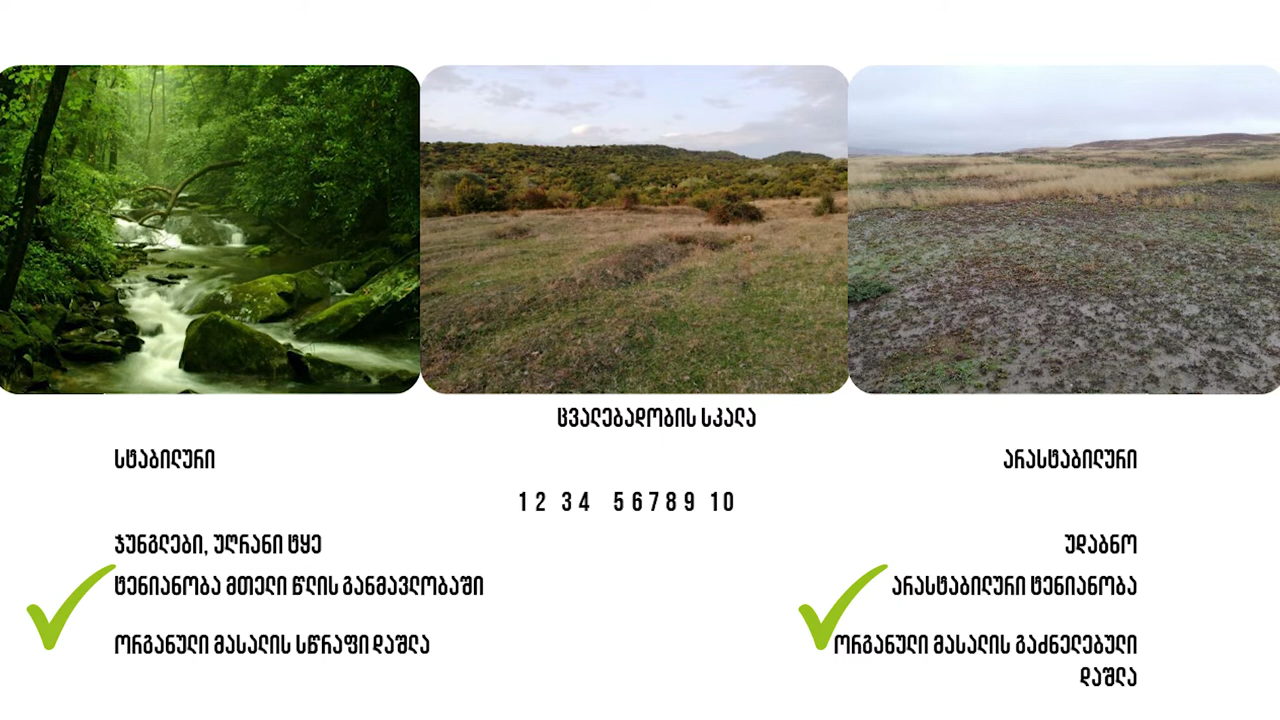 ცვალებადობის სკალა
სტაბილური
არასტაბილური
1 2 3 4 5 6 7 8 9 10
ჯუნგლები, უღრანი ტყე
უდაბნო
ტენიანობა მთელი წლის განმავლობაში
არასტაბილური ტენიანობა
ორგანული მასალის სწრაფი დაშლა
ორგანული მასალის გაძნელებული
დაშლა